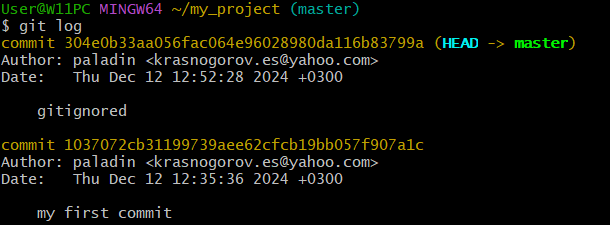 User@W11PC MINGW64 ~/my_project (master)
$ git log
commit 304e0b33aa056fac064e96028980da116b83799a (HEAD -> master)
Author: paladin <krasnogorov.es@yahoo.com>
Date:   Thu Dec 12 12:52:28 2024 +0300
gitignored
commit 1037072cb31199739aee62cfcb19bb057f907a1c
Author: paladin <krasnogorov.es@yahoo.com>
Date:   Thu Dec 12 12:35:36 2024 +0300
my first commit